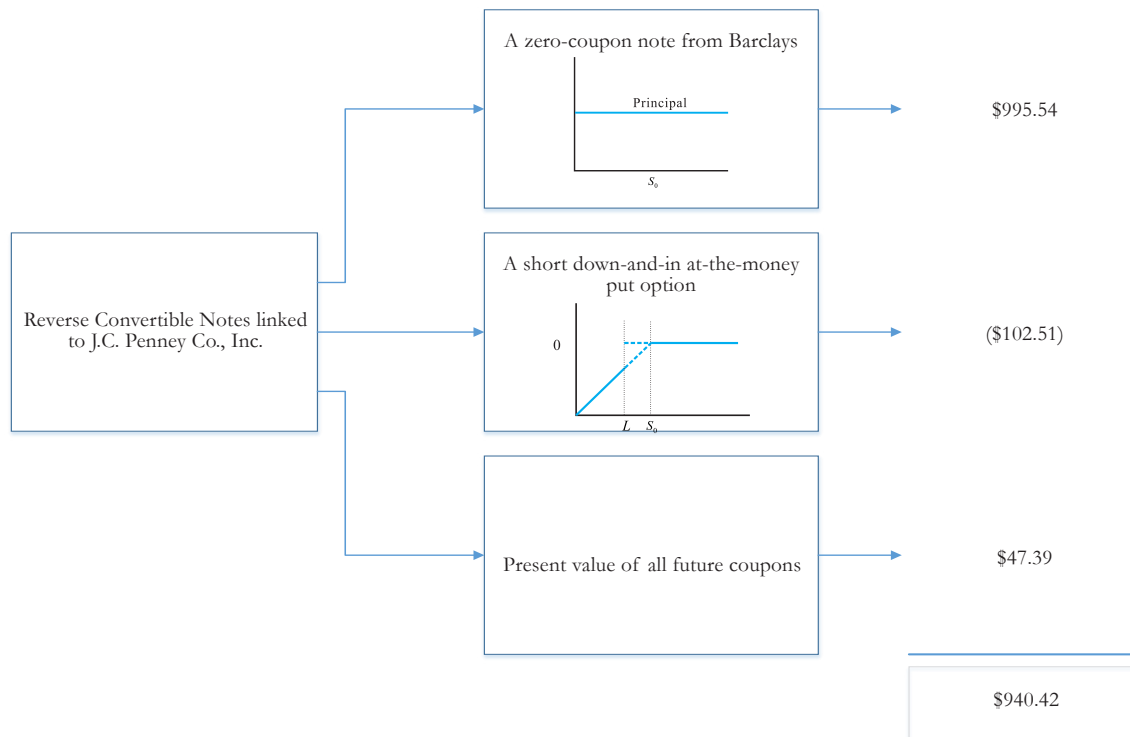 A zero-coupon note from Barclays
Principal
S₀
$995.54
Reverse Convertible Notes linked
to J.C. Penney Co., Inc.
A short down-and-in at-the-money
put option
0
L S₀
($102.51)
Present value of all future coupons
$47.39
$940.42